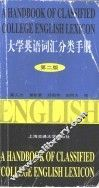 A HANDBOOK OF CLASSIFIED
COLLEGE ENGLISH LEXICON
大学英语词汇分类手册
第二版
ENGLISH
上海交通大学出版社
A HANDBOOK OF CLASSIFIED
COLLEGE ENGLISH LEXICON